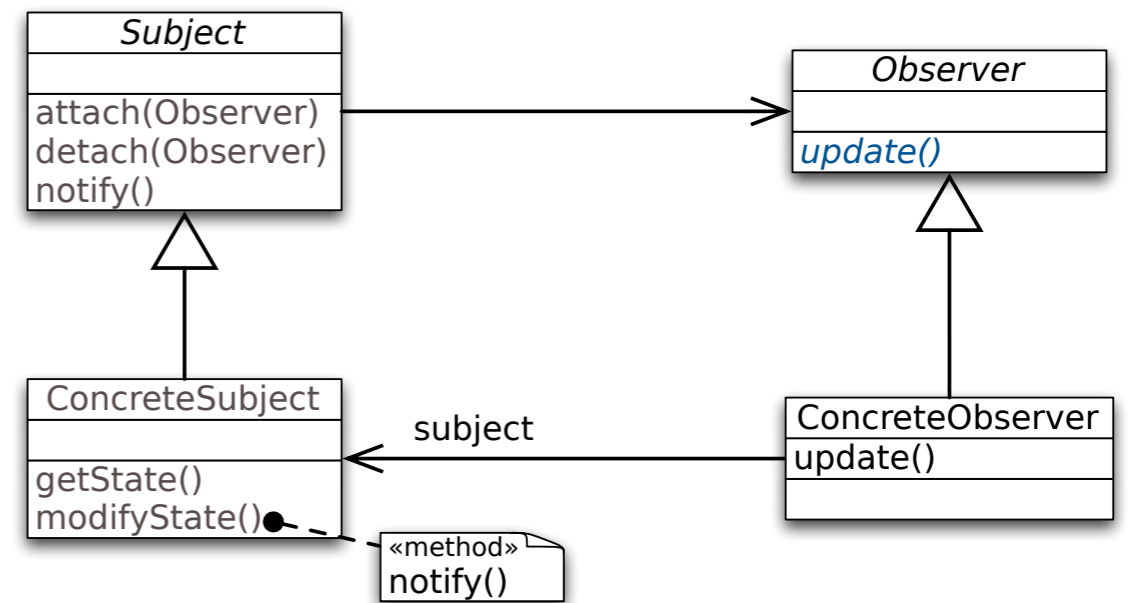 Subject
attach(Observer)
detach(Observer)
notify()
Observer
update()
ConcreteSubject
getState()
modifyState()
subject
ConcreteObserver
update()
«method»
notify()